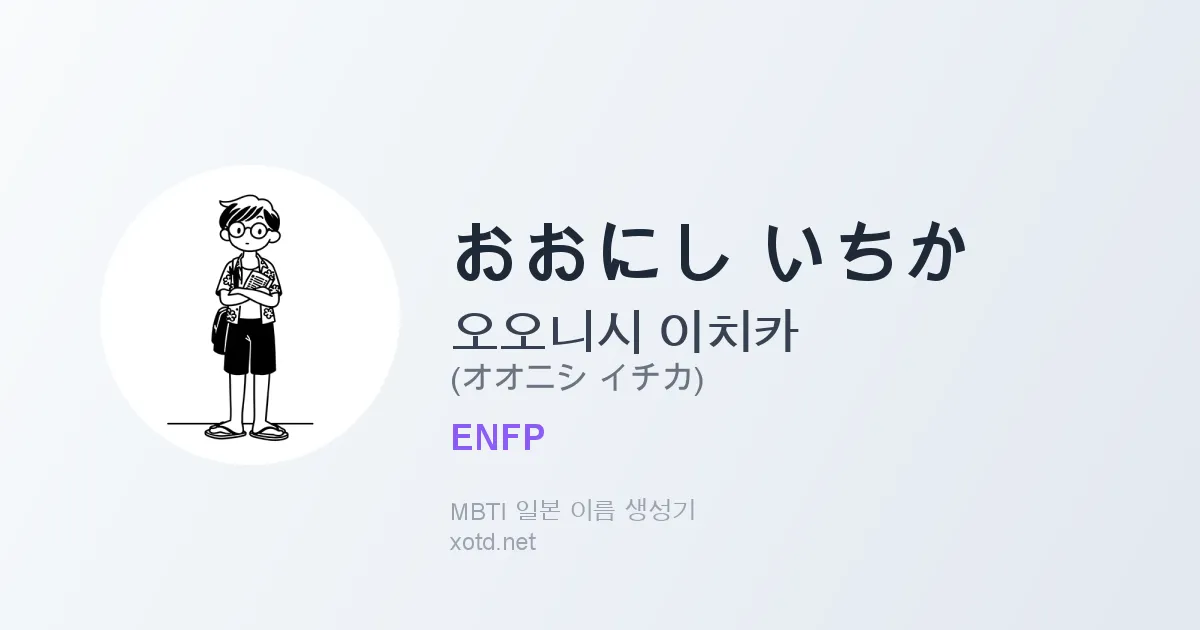 おおにし いちか
오오니시 이치카
(オオニシ イチカ)
ENFP
MBTI 일본 이름 생성기
xotd.net